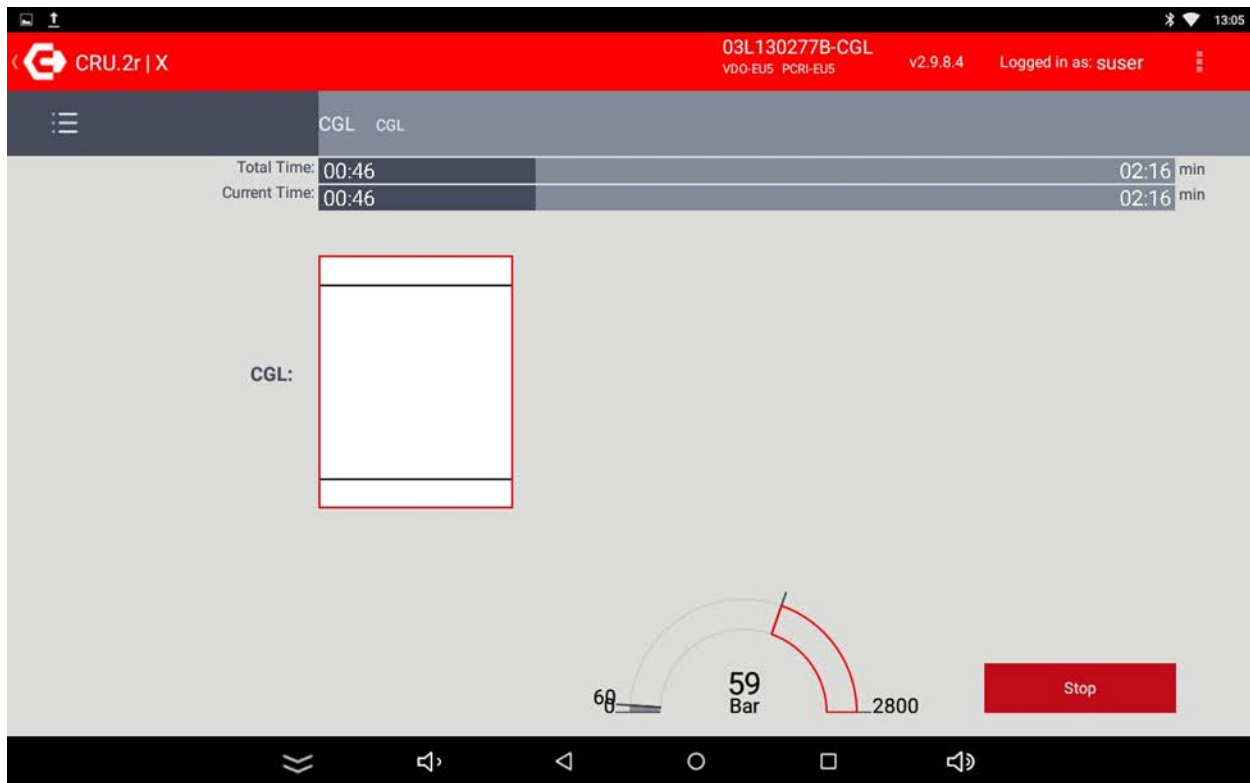 13:05
CRU.2r | X
03L130277B-CGL
VDO-EU5 PCRI-EU5
v2.9.8.4
Logged in as: suser
CGL CGL
Total Time: 00:46 02:16 min
Current Time: 00:46 02:16 min
CGL:
59
Bar
60
0
2800
Stop